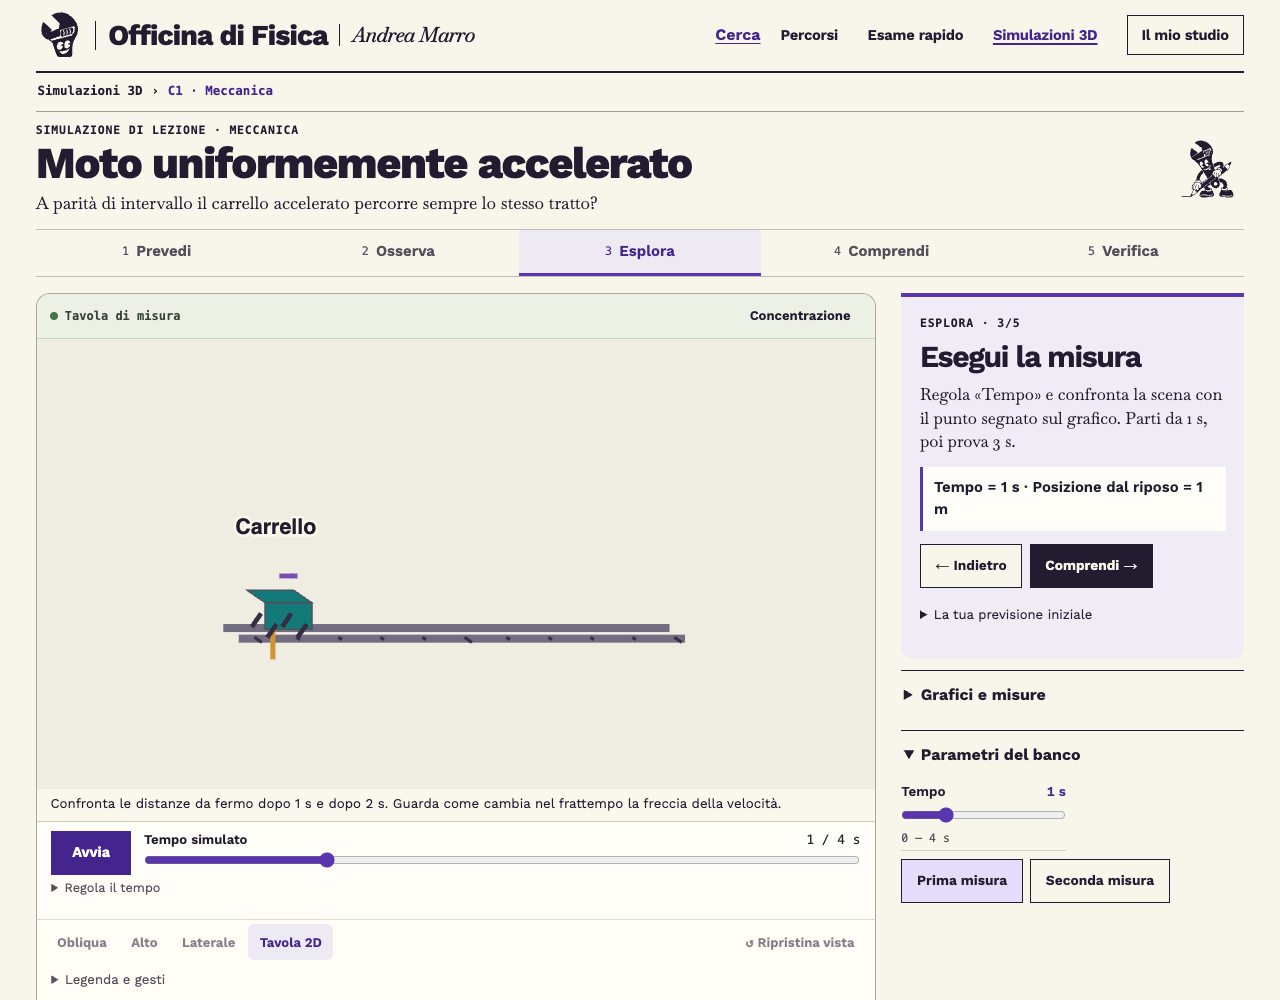 Officina di Fisica
Andrea Marro
Cerca
Percorsi
Esame rapido
Simulazioni 3D
Il mio studio
Simulazioni 3D › C1 · Meccanica
SIMULAZIONE DI LEZIONE · MECCANICA
Moto uniformemente accelerato
A parità di intervallo il carrello accelerato percorre sempre lo stesso tratto?
1 Prevedi
2 Osserva
3 Esplora
4 Comprendi
5 Verifica
Tavola di misura
Concentrazione
Carrello
Confronta le distanze da fermo dopo 1 s e dopo 2 s. Guarda come cambia nel frattempo la freccia della velocità.
Avvia
Tempo simulato
1 / 4 s
Regola il tempo
Obliqua
Alto
Laterale
Tavola 2D
↺ Ripristina vista
Legenda e gesti
ESPLORA · 3/5
Esegui la misura
Regola «Tempo» e confronta la scena con
il punto segnato sul grafico. Parti da 1 s,
poi prova 3 s.
Tempo = 1 s · Posizione dal riposo = 1
m
← Indietro
Comprendi →
La tua previsione iniziale
Grafici e misure
Parametri del banco
Tempo
1 s
0 — 4 s
Prima misura
Seconda misura